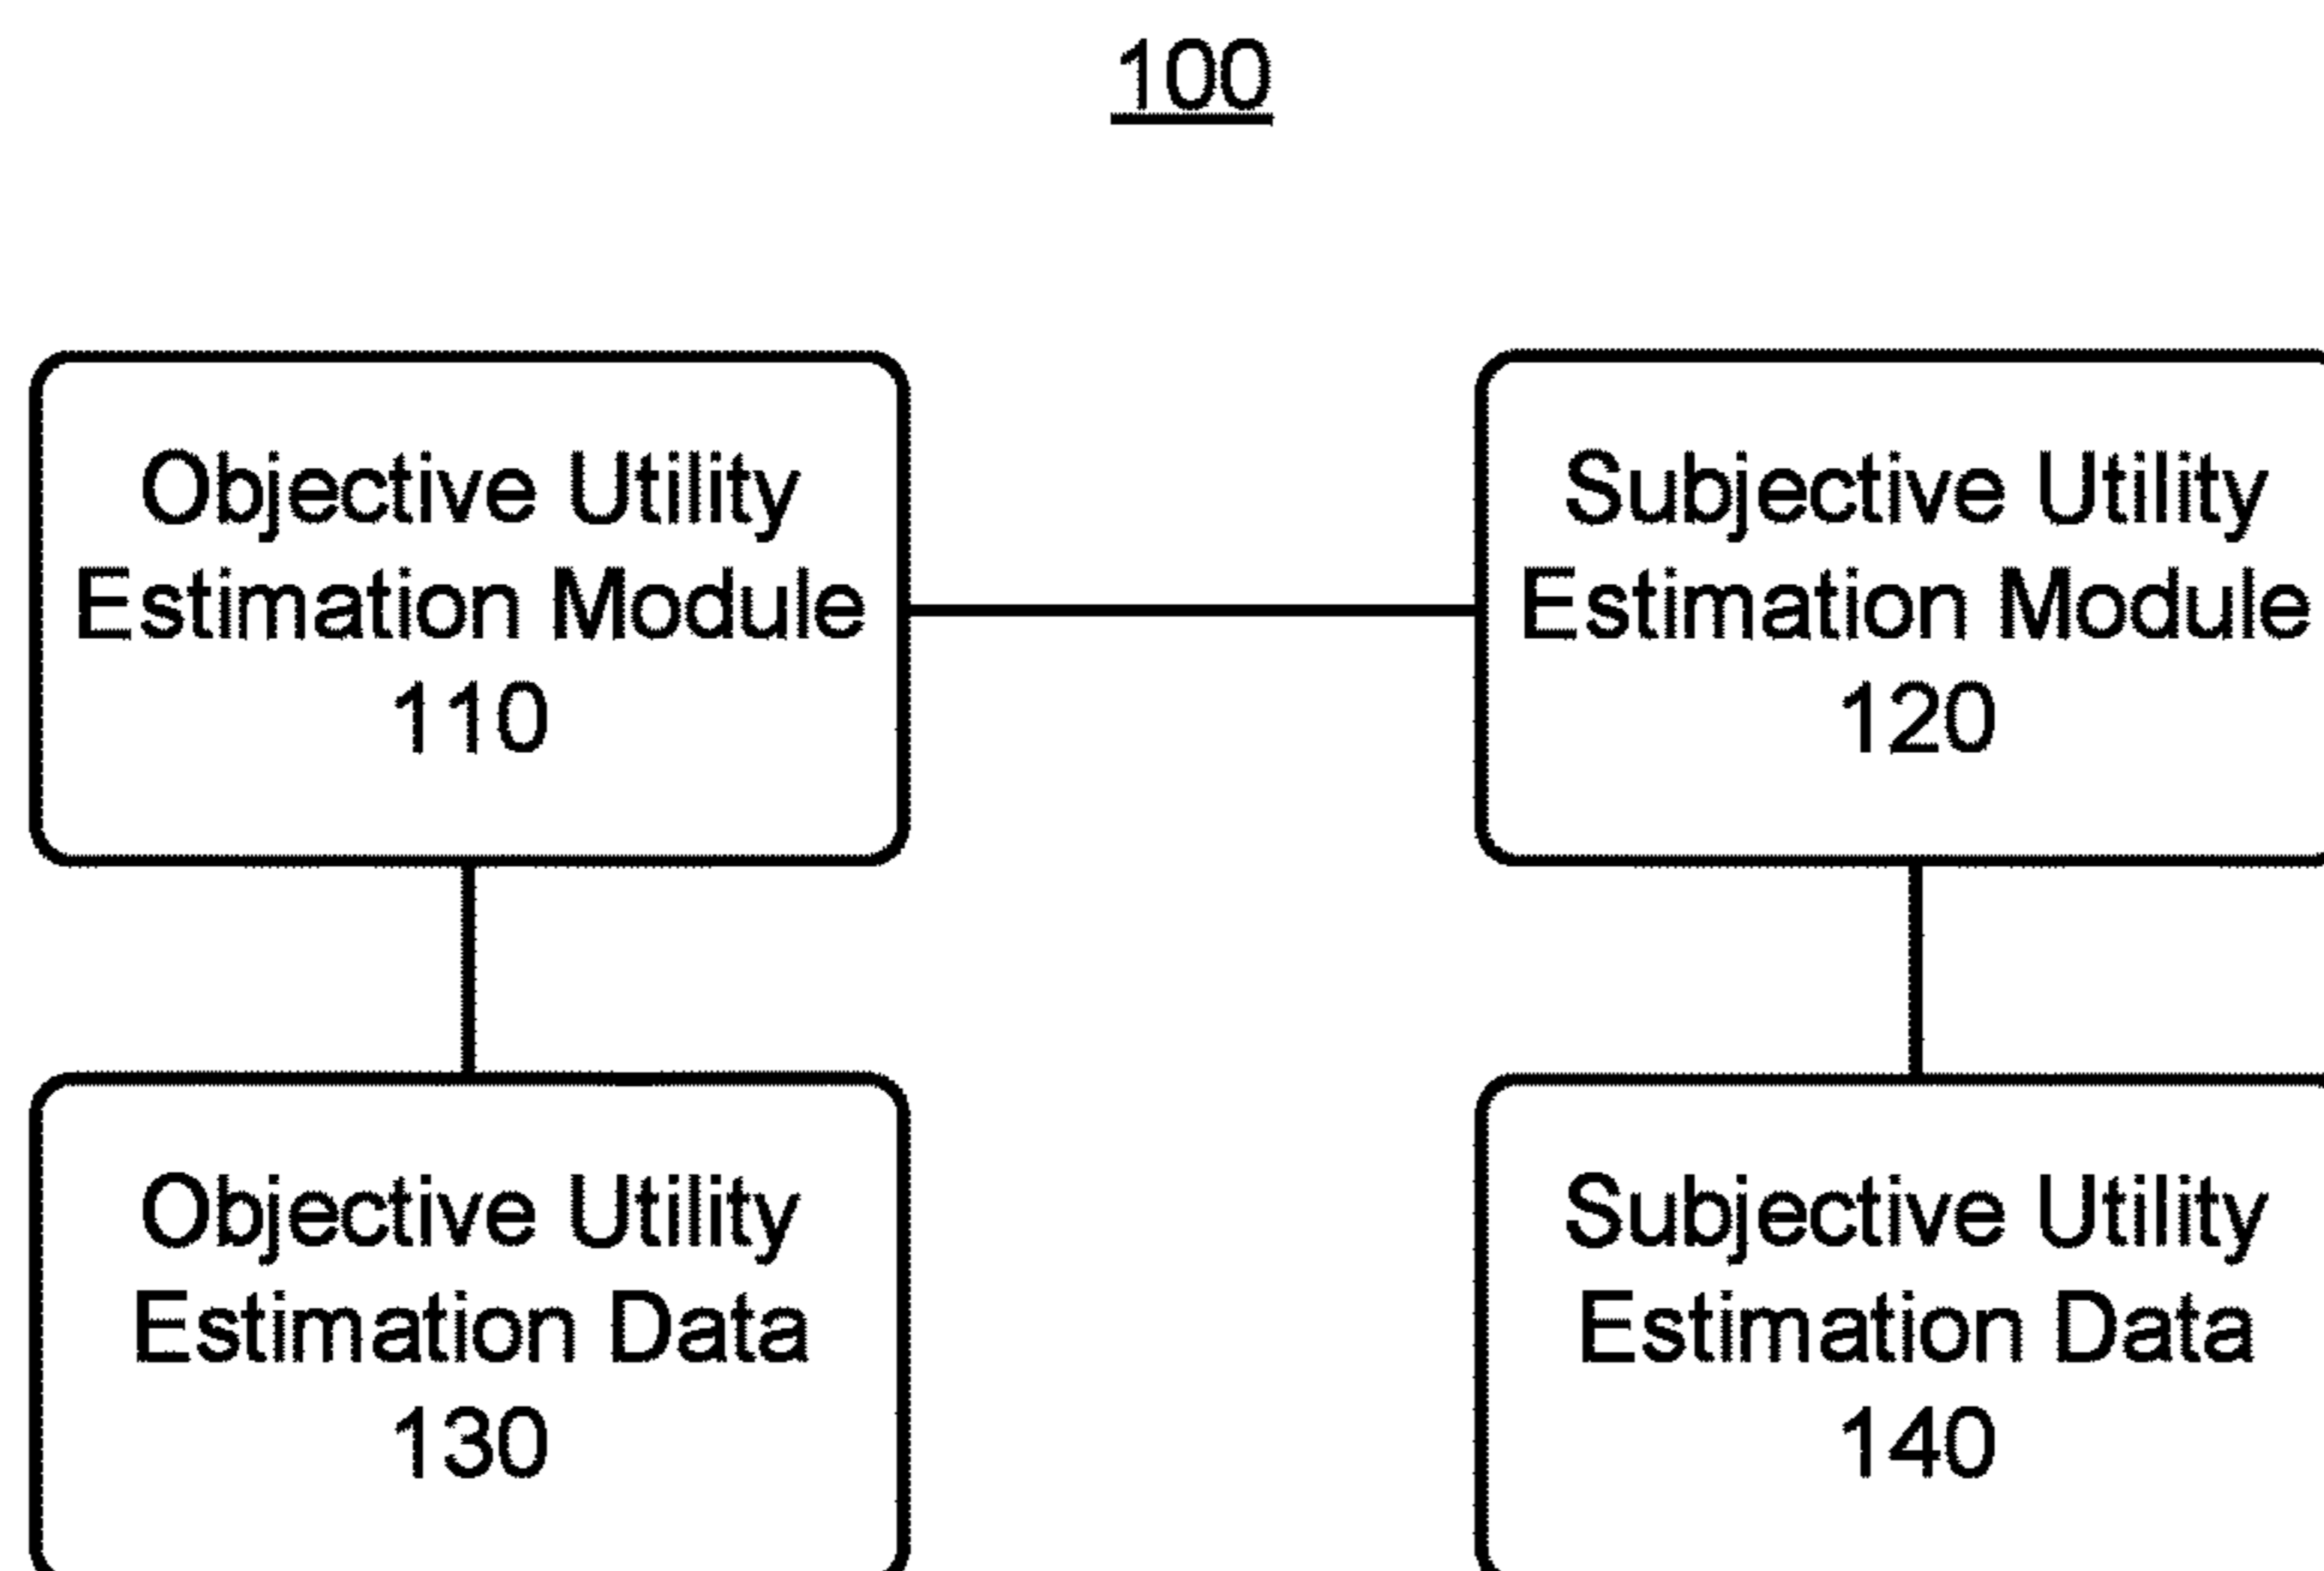 100
Objective Utility
Estimation Module
110
Subjective Utility
Estimation Module
120
Objective Utility
Estimation Data
130
Subjective Utility
Estimation Data
140